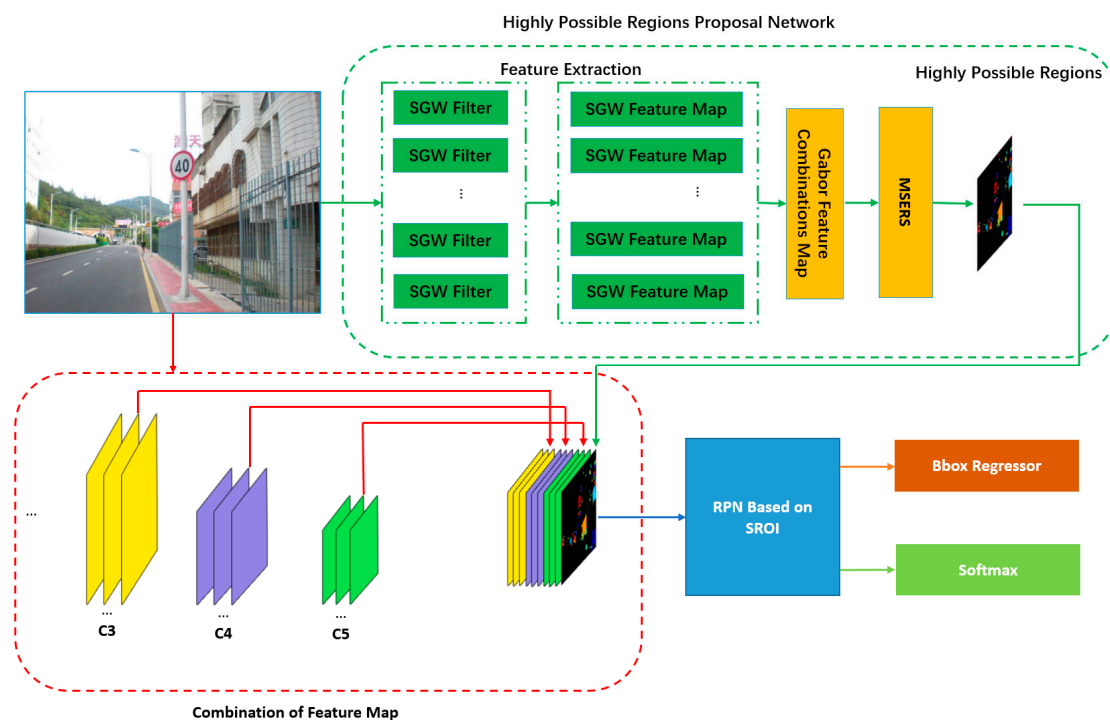 Highly Possible Regions Proposal Network
Feature Extraction
Highly Possible Regions
SGW Filter
SGW Filter
...
SGW Filter
SGW Filter
SGW Feature Map
SGW Feature Map
...
SGW Feature Map
SGW Feature Map
Gabor Feature
Combinations Map
MSERS
天
40
...
...
C3
...
C4
...
C5
RPN Based on
SROI
Bbox Regressor
Softmax
Combination of Feature Map